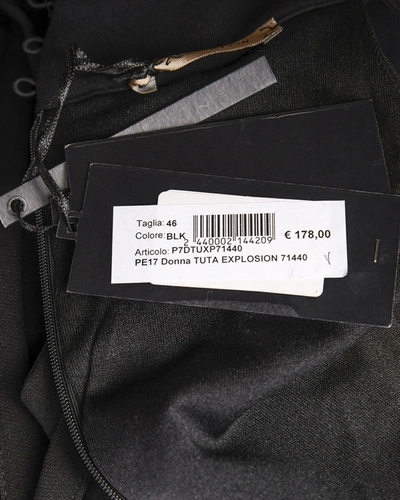 Taglia: 46
Colore: BLK
2 440002 144209
€ 178,00
Articolo: P7DTUXP71440
PE17 Donna TUTA EXPLOSION 71440